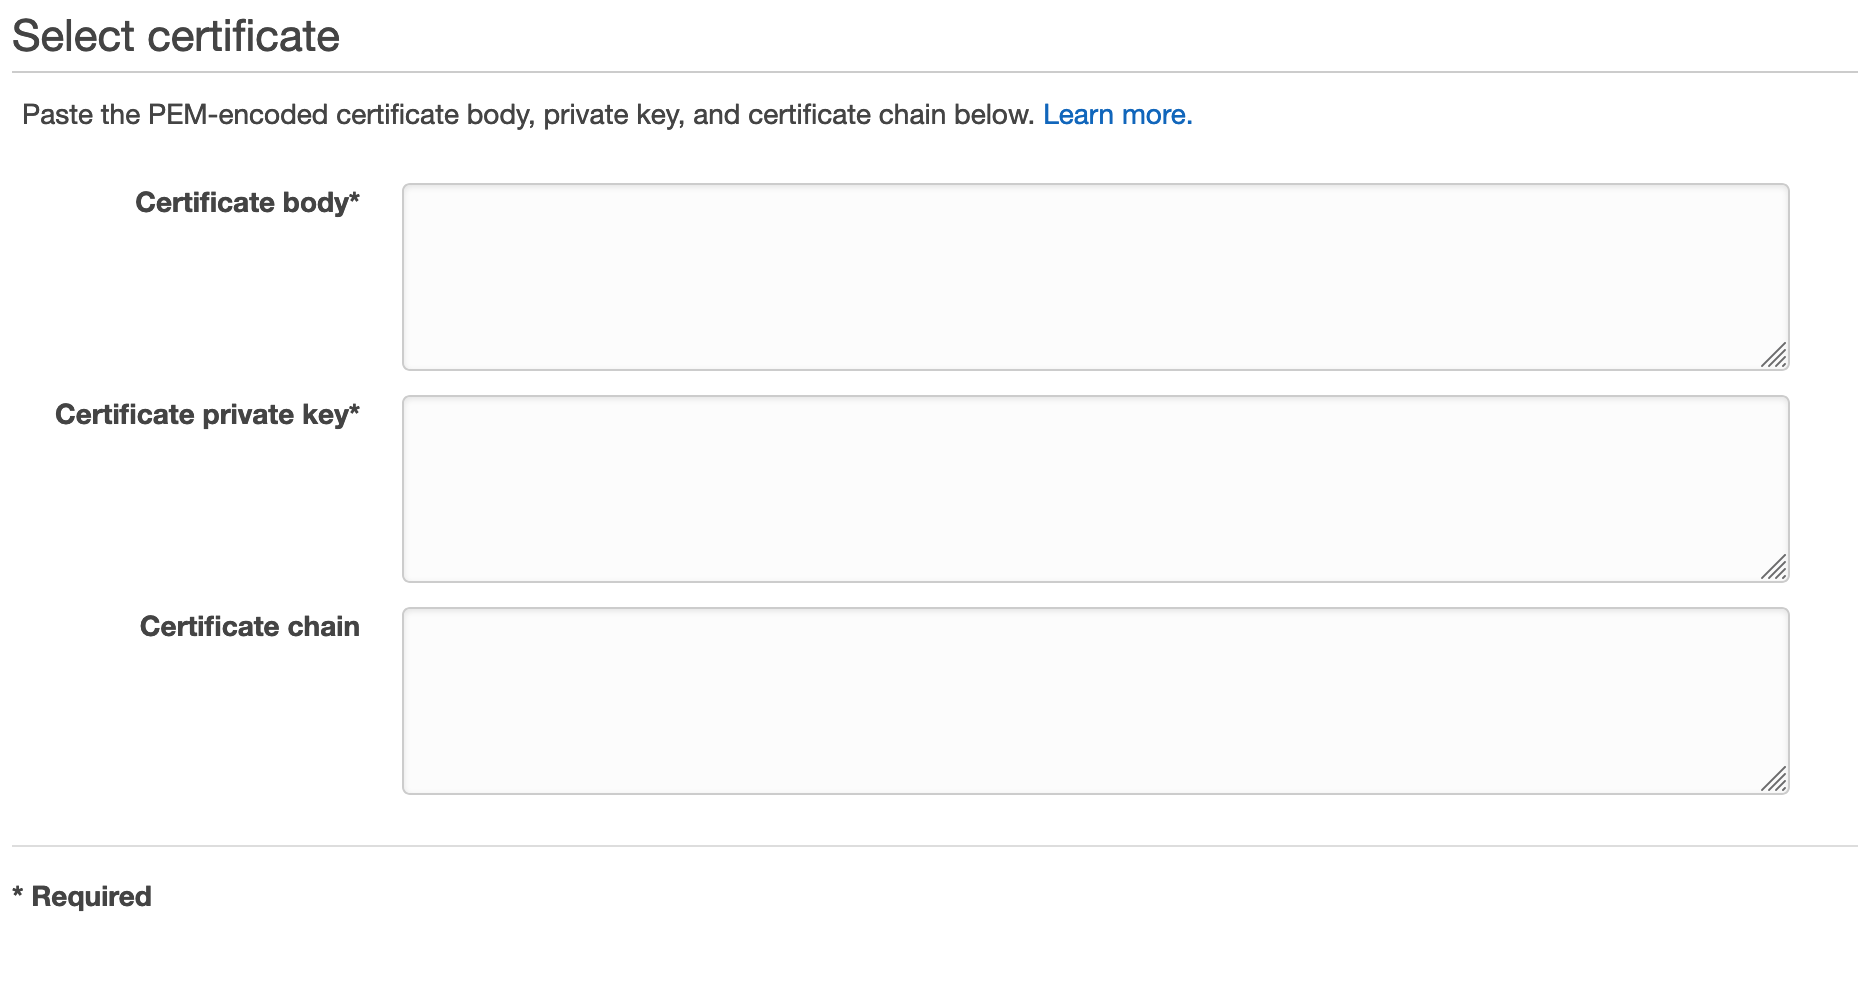 Select certificate
Paste the PEM-encoded certificate body, private key, and certificate chain below. Learn more.
Certificate body*
Certificate private key*
Certificate chain
* Required